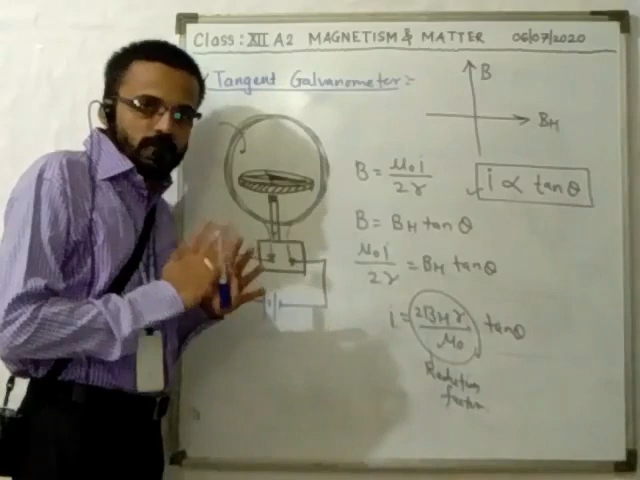 Class: XII A2 MAGNETISM & MATTER 06/07/2020
Tangent Galvanometer:-
B
BH
B = μ₀i / 2r
i ∝ tanθ
B = BH tanθ
μ₀i / 2r = BH tanθ
i = 2BH r / μ₀ tanθ
Reduction
factor